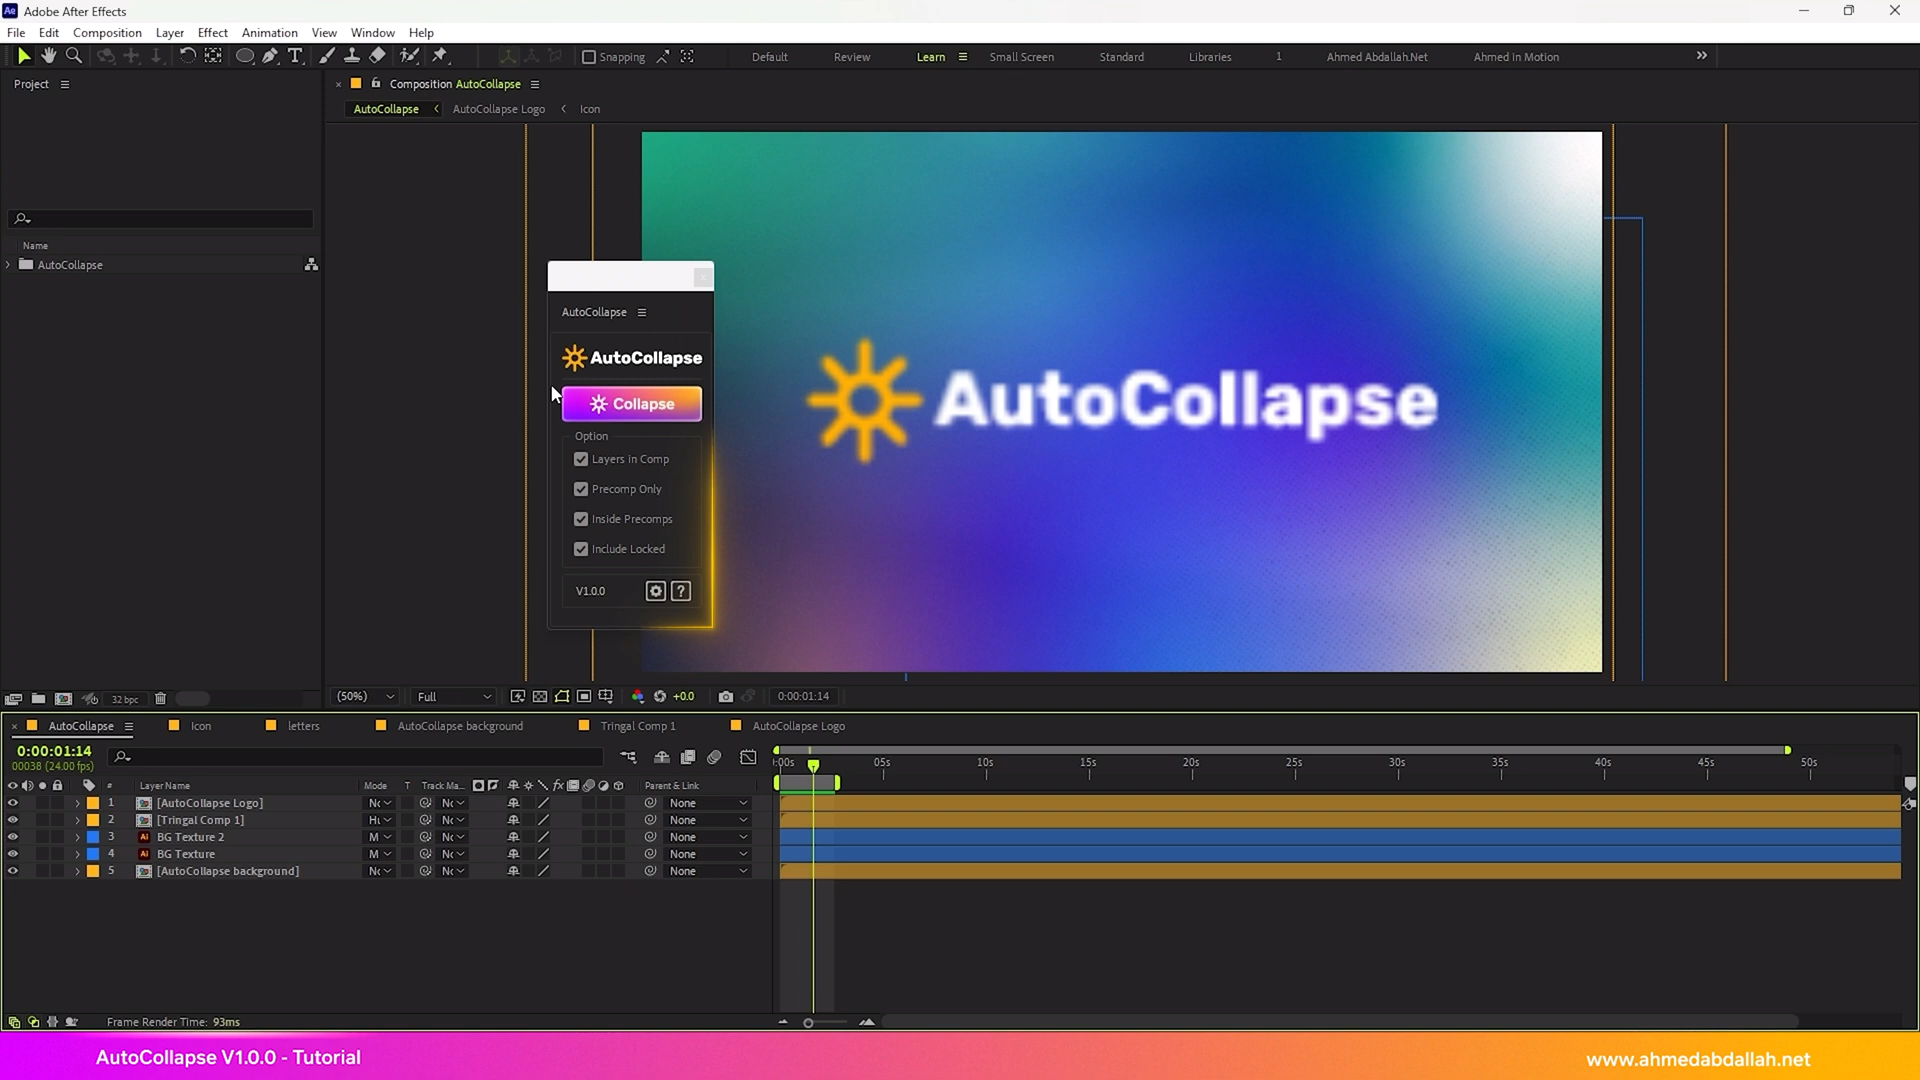 Ae Adobe After Effects
File Edit Composition Layer Effect Animation View Window Help
Snapping Default Review Learn Small Screen Standard Libraries 1 Ahmed Abdallah.Net Ahmed in Motion
Project
Composition AutoCollapse
AutoCollapse AutoCollapse Logo Icon
Name
AutoCollapse
AutoCollapse
AutoCollapse
Collapse
Option
Layers in Comp
Precomp Only
Inside Precomps
Include Locked
V1.0.0 ?
AutoCollapse
32 bpc
(50%) Full +0.0 0:00:01:14
AutoCollapse Icon letters AutoCollapse background Tringal Comp 1 AutoCollapse Logo
0:00:01:14
00038 (24.00 fps)
:00s 05s 10s 15s 20s 25s 30s 35s 40s 45s 50s
# Layer Name Mode T Track Ma... fx Parent & Link
1 [AutoCollapse Logo] None
2 [Tringal Comp 1] None
3 Ai BG Texture 2 M None
4 Ai BG Texture M None
5 [AutoCollapse background] None
Frame Render Time: 93ms
AutoCollapse V1.0.0 - Tutorial
www.ahmedabdallah.net